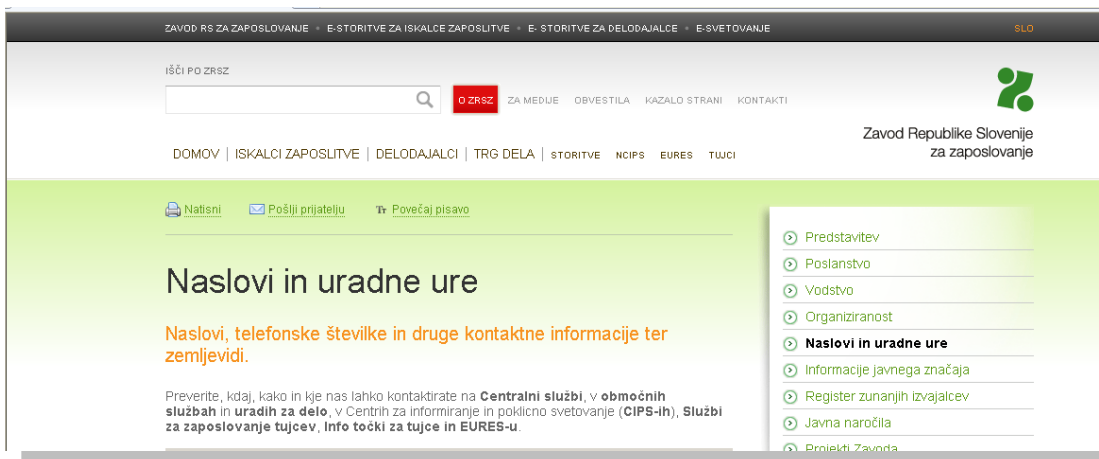 ZAVOD RS ZA ZAPOSLOVANJE • E-STORITVE ZA ISKALCE ZAPOSLITVE • E- STORITVE ZA DELODAJALCE • E-SVETOVANJE
SLO
IŠČI PO ZRSZ
O ZRSZ ZA MEDIJE OBVESTILA KAZALO STRANI KONTAKTI
Zavod Republike Slovenije
za zaposlovanje
DOMOV | ISKALCI ZAPOSLITVE | DELODAJALCI | TRG DELA | STORITVE NCIPS EURES TUJCI
Natisni Pošlji prijatelju Tr Povečaj pisavo
Naslovi in uradne ure
Naslovi, telefonske številke in druge kontaktne informacije ter
zemljevidi.
Preverite, kdaj, kako in kje nas lahko kontaktirate na Centralni službi, v območnih
službah in uradih za delo, v Centrih za informiranje in poklicno svetovanje (CIPS-ih), Službi
za zaposlovanje tujcev, Info točki za tujce in EURES-u.
Predstavitev
Poslanstvo
Vodstvo
Organiziranost
Naslovi in uradne ure
Informacije javnega značaja
Register zunanjih izvajalcev
Javna naročila
Projekti Zavoda